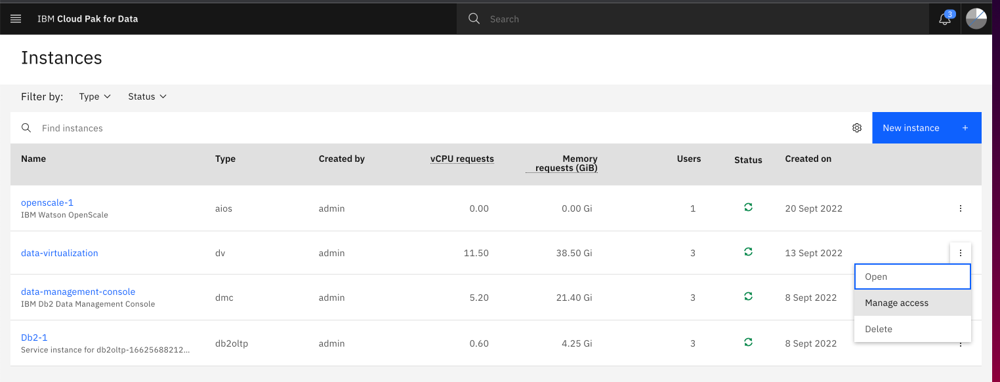 IBM Cloud Pak for Data
Search
3
Instances
Filter by: Type Status
Find instances
New instance +
Name Type Created by vCPU requests Memory requests (GiB) Users Status Created on
openscale-1
IBM Watson OpenScale
aios admin 0.00 0.00 Gi 1 20 Sept 2022
data-virtualization dv admin 11.50 38.50 Gi 3 13 Sept 2022
Open
Manage access
Delete
data-management-console
IBM Db2 Data Management Console
dmc admin 5.20 21.40 Gi 3 8 Sept 2022
Db2-1
Service instance for db2oltp-16625688212...
db2oltp admin 0.60 4.25 Gi 3 8 Sept 2022